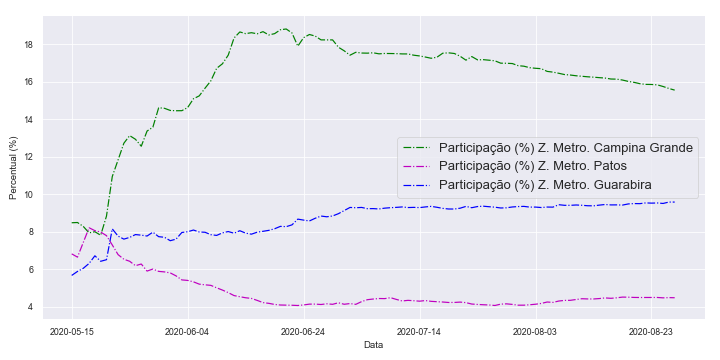 18
16
14
12
10
8
6
4
Percentual (%)
Participação (%) Z. Metro. Campina Grande
Participação (%) Z. Metro. Patos
Participação (%) Z. Metro. Guarabira
2020-05-15 2020-06-04 2020-06-24 2020-07-14 2020-08-03 2020-08-23
Data